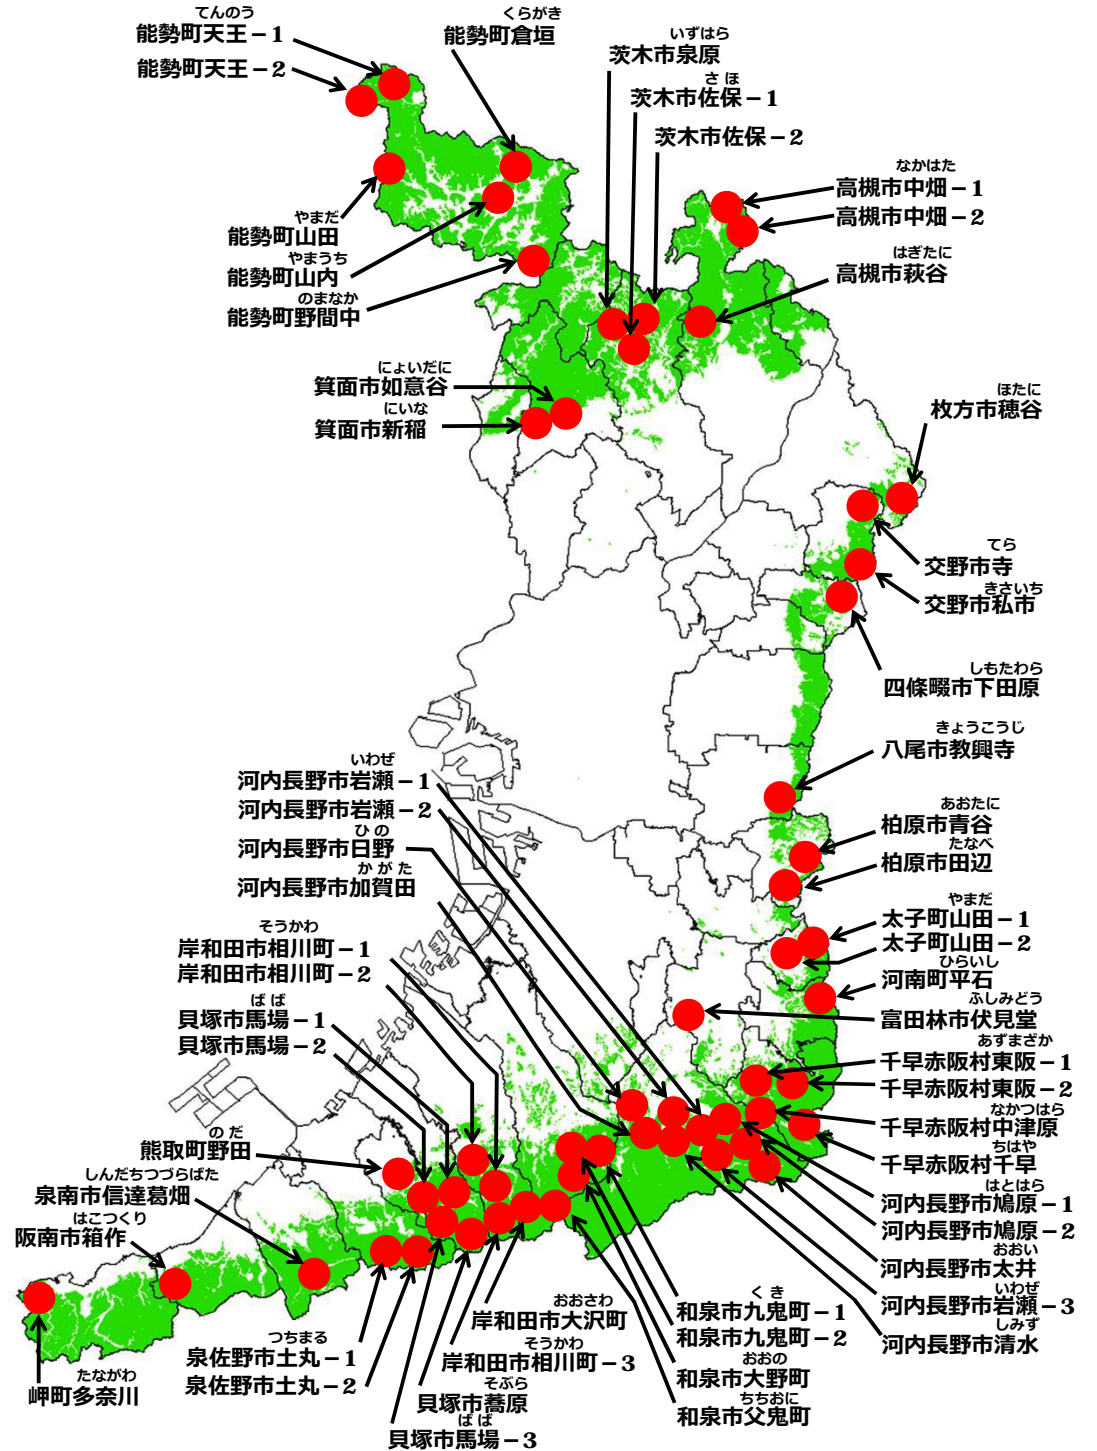 てんのう
能勢町天王－1
能勢町天王－2
くらがき
能勢町倉垣
いずはら
茨木市泉原
さほ
茨木市佐保－1
茨木市佐保－2
なかはた
高槻市中畑－1
高槻市中畑－2
はぎたに
高槻市萩谷
やまだ
能勢町山田
やまうち
能勢町山内
のまなか
能勢町野間中
にょいだに
箕面市如意谷
にいな
箕面市新稲
ほたに
枚方市穂谷
てら
交野市寺
きさいち
交野市私市
しもたわら
四條畷市下田原
きょうこうじ
八尾市教興寺
あおたに
柏原市青谷
たなべ
柏原市田辺
やまだ
太子町山田－1
太子町山田－2
ひらいし
河南町平石
ふしみどう
富田林市伏見堂
あずまざか
千早赤阪村東阪－1
千早赤阪村東阪－2
なかつはら
千早赤阪村中津原
ちはや
千早赤阪村千早
はとはら
河内長野市鳩原－1
河内長野市鳩原－2
おおい
河内長野市太井
いわぜ
河内長野市岩瀬－3
しみず
河内長野市清水
いわぜ
河内長野市岩瀬－1
河内長野市岩瀬－2
ひの
河内長野市日野
かがた
河内長野市加賀田
そうかわ
岸和田市相川町－1
岸和田市相川町－2
ばば
貝塚市馬場－1
貝塚市馬場－2
のだ
熊取町野田
しんだちつづらばた
泉南市信達葛畑
はこつくり
阪南市箱作
たながわ
岬町多奈川
つちまる
泉佐野市土丸－1
泉佐野市土丸－2
おおさわ
岸和田市大沢町
そうかわ
岸和田市相川町－3
そぶら
貝塚市蕎原
ばば
貝塚市馬場－3
くき
和泉市九鬼町－1
和泉市九鬼町－2
おおの
和泉市大野町
ちちおに
和泉市父鬼町